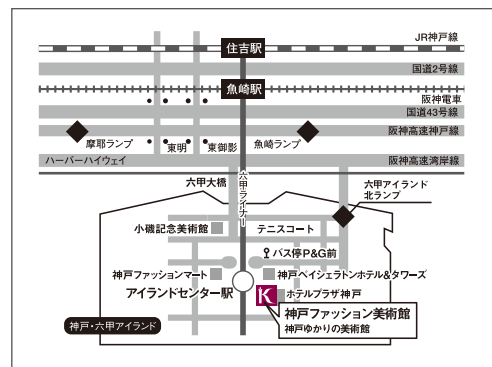 JR神戸線
住吉駅
国道2号線
魚崎駅
阪神電車
国道43号線
阪神高速神戸線
摩耶ランプ
東明
東御影
魚崎ランプ
ハーバーハイウェイ
阪神高速湾岸線
六甲大橋
六甲ライナー
六甲アイランド
北ランプ
小磯記念美術館
テニスコート
バス停P&G前
神戸ファッションマート
神戸ベイシェラトンホテル&タワーズ
アイランドセンター駅
K
ホテルプラザ神戸
神戸ファッション美術館
神戸ゆかりの美術館
神戸・六甲アイランド